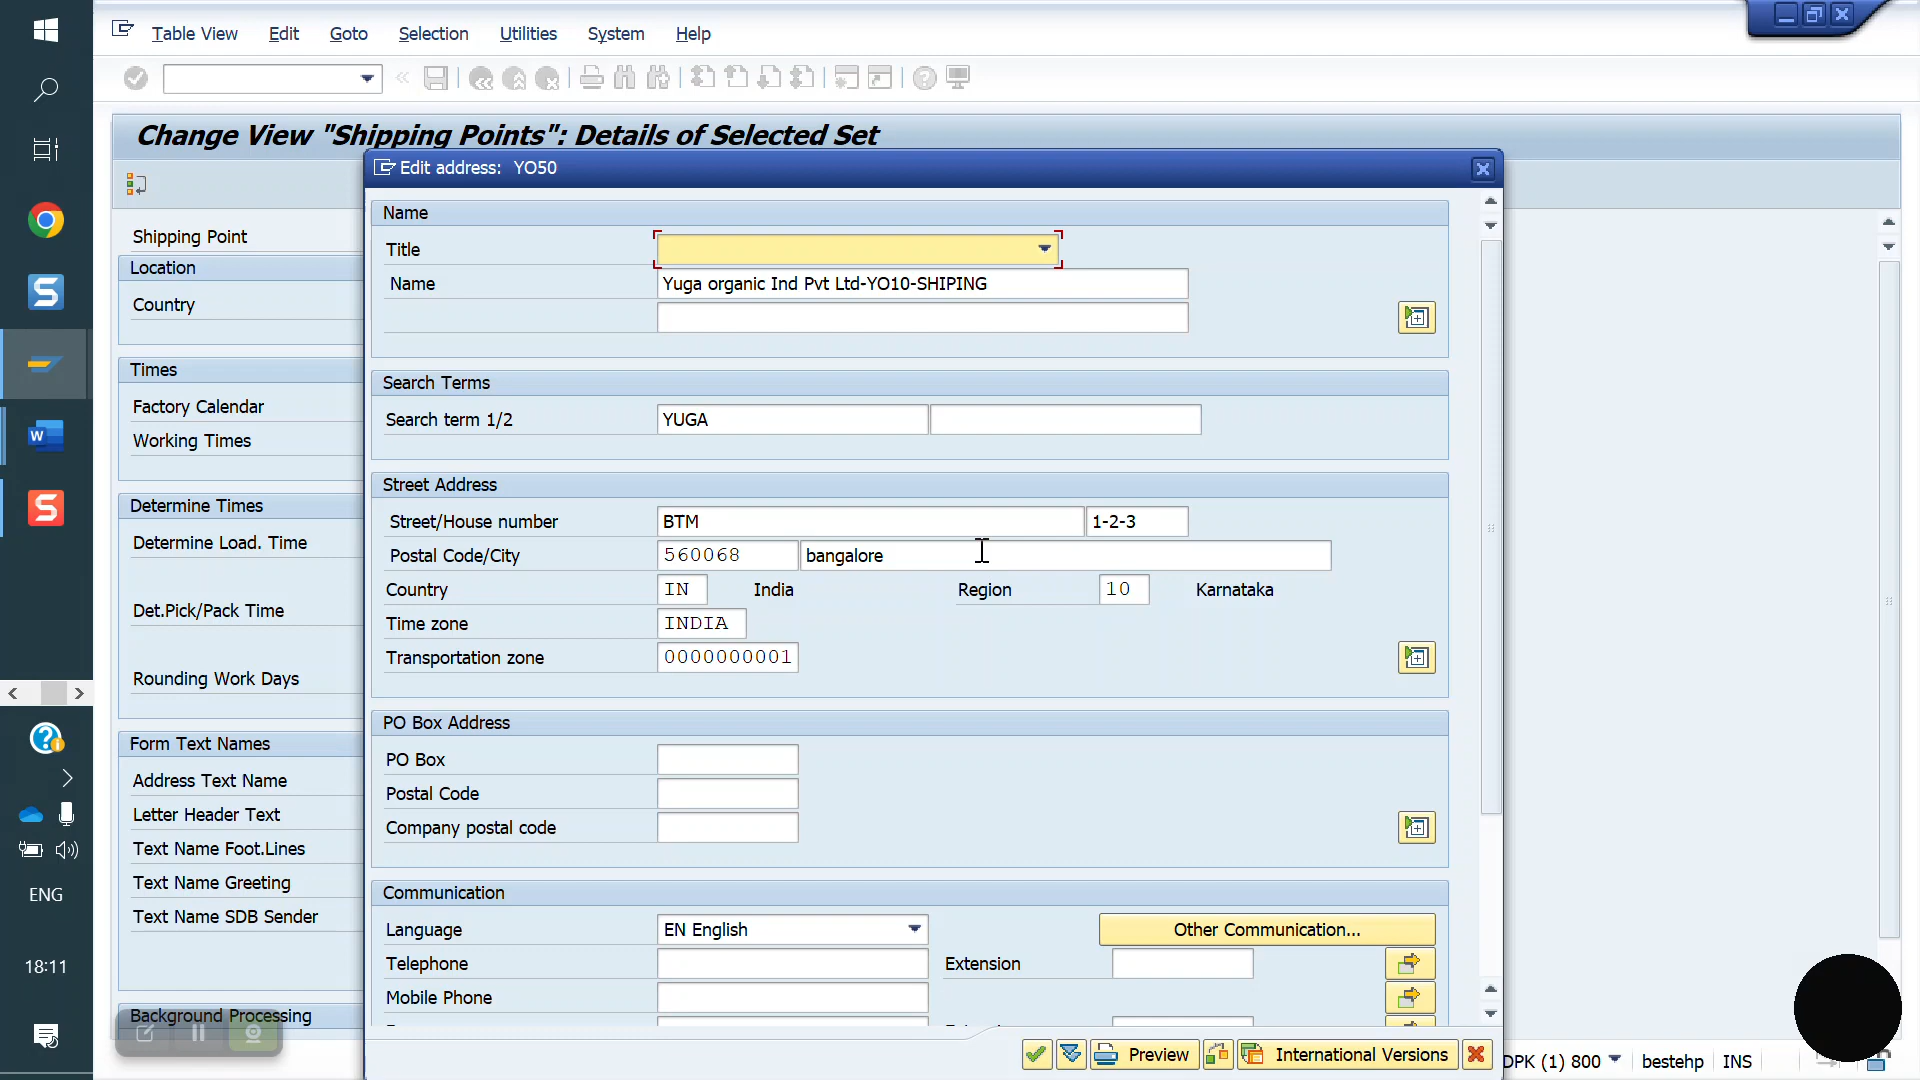 Table View Edit Goto Selection Utilities System Help
Change View "Shipping Points": Details of Selected Set
Edit address: YO50
Shipping Point
Location
Country
Times
Factory Calendar
Working Times
Determine Times
Determine Load. Time
Det.Pick/Pack Time
Rounding Work Days
Form Text Names
Address Text Name
Letter Header Text
Text Name Foot.Lines
Text Name Greeting
Text Name SDB Sender
Background Processing
Name
Title
Name Yuga organic Ind Pvt Ltd-YO10-SHIPING
Search Terms
Search term 1/2 YUGA
Street Address
Street/House number BTM 1-2-3
Postal Code/City 560068 bangalore
Country IN India Region 10 Karnataka
Time zone INDIA
Transportation zone 0000000001
PO Box Address
PO Box
Postal Code
Company postal code
Communication
Language EN English Other Communication...
Telephone Extension
Mobile Phone
Preview International Versions
DPK (1) 800 bestehp INS
ENG
18:11